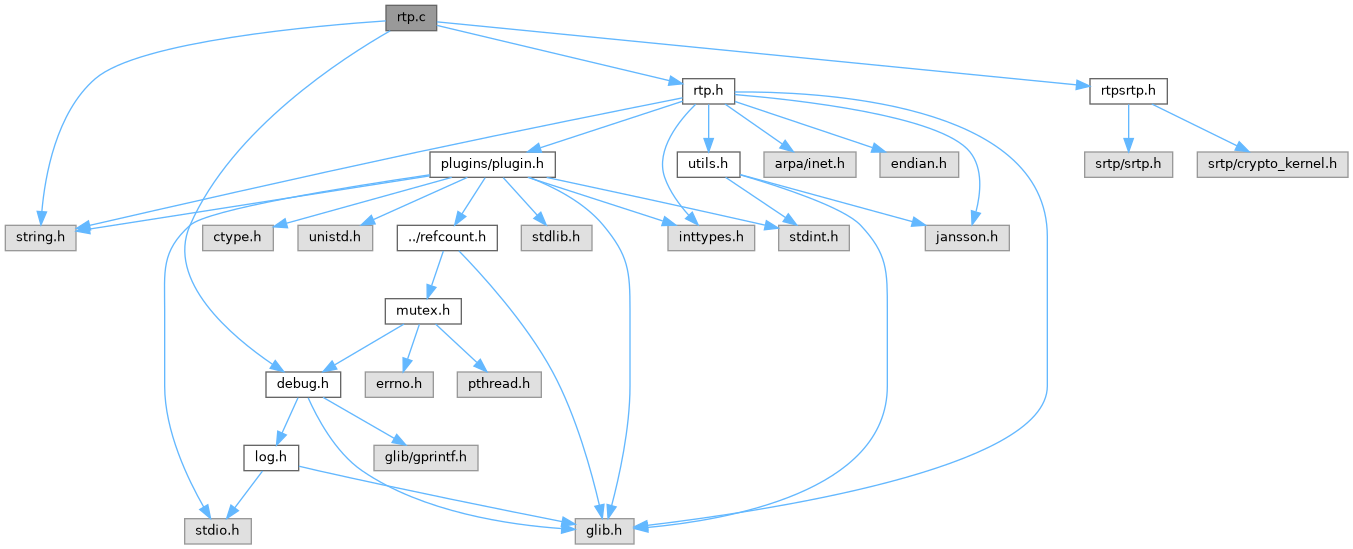 rtp.c
rtp.h
rtpsrtp.h
plugins/plugin.h
utils.h
arpa/inet.h
endian.h
srtp/srtp.h
srtp/crypto_kernel.h
string.h
ctype.h
unistd.h
../refcount.h
stdlib.h
inttypes.h
stdint.h
jansson.h
mutex.h
debug.h
errno.h
pthread.h
log.h
glib/gprintf.h
stdio.h
glib.h